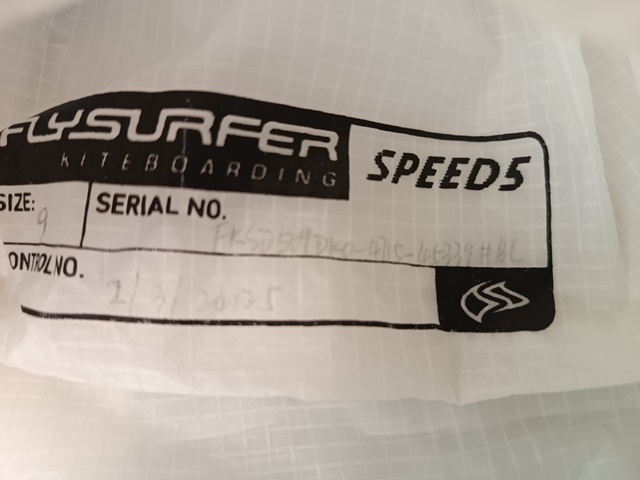 FLYSURFER
KITEBOARDING
SPEED5
SIZE: 9
SERIAL NO.
ONTROL NO.